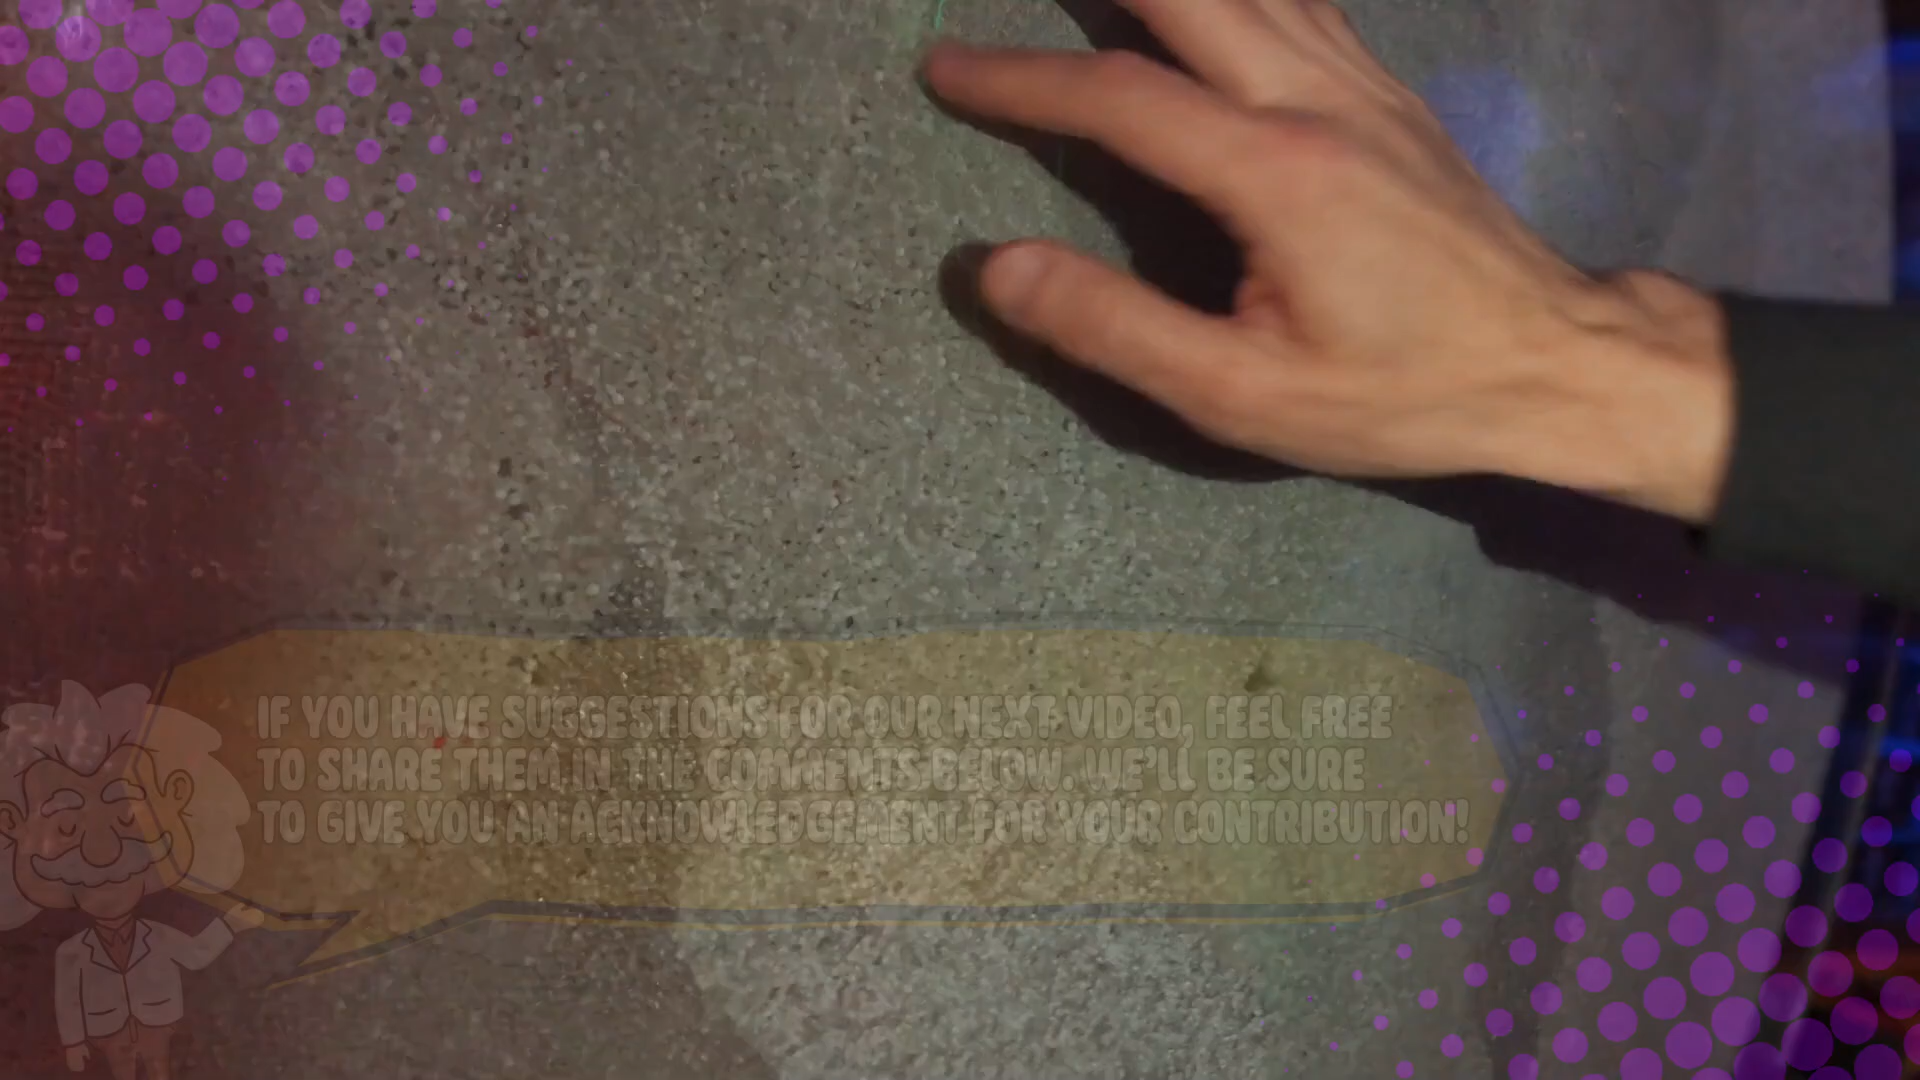 IF YOU HAVE SUGGESTIONS FOR OUR NEXT VIDEO, FEEL FREE
TO SHARE THEM IN THE COMMENTS BELOW. WE'LL BE SURE
TO GIVE YOU AN ACKNOWLEDGEMENT FOR YOUR CONTRIBUTION!